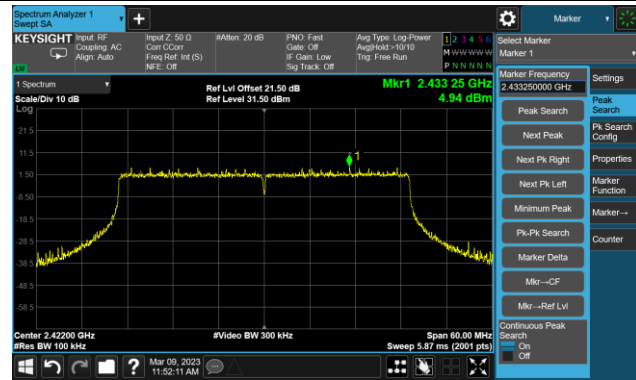 Spectrum Analyzer 1
Swept SA
Marker
KEYSIGHT
Input: RF
Coupling: AC
Align: Auto
Input Z: 50 Ω
Corr CCorr
Freq Ref: Int (S)
NFE: Off
#Atten: 20 dB
PNO: Fast
Gate: Off
IF Gain: Low
Sig Track: Off
Avg Type: Log-Power
Avg|Hold:>10/10
Trig: Free Run
1 2 3 4 5 6
M W W W W W
P N N N N N
LM
Select Marker
Marker 1
1 Spectrum
Scale/Div 10 dB
Ref Lvl Offset 21.50 dB
Ref Level 31.50 dBm
Mkr1 2.433 25 GHz
4.94 dBm
Log
21.5
11.5
1.50
-8.50
-18.5
-28.5
-38.5
-48.5
-58.5
1
Center 2.42200 GHz
#Res BW 100 kHz
#Video BW 300 kHz
Span 60.00 MHz
Sweep 5.87 ms (2001 pts)
Marker Frequency
2.433250000 GHz
Peak Search
Next Peak
Next Pk Right
Next Pk Left
Minimum Peak
Pk-Pk Search
Marker Delta
Mkr→CF
Mkr→Ref Lvl
Continuous Peak
Search
On
Off
Settings
Peak
Search
Pk Search
Config
Properties
Marker
Function
Marker→
Counter
?
Mar 09, 2023
11:52:11 AM